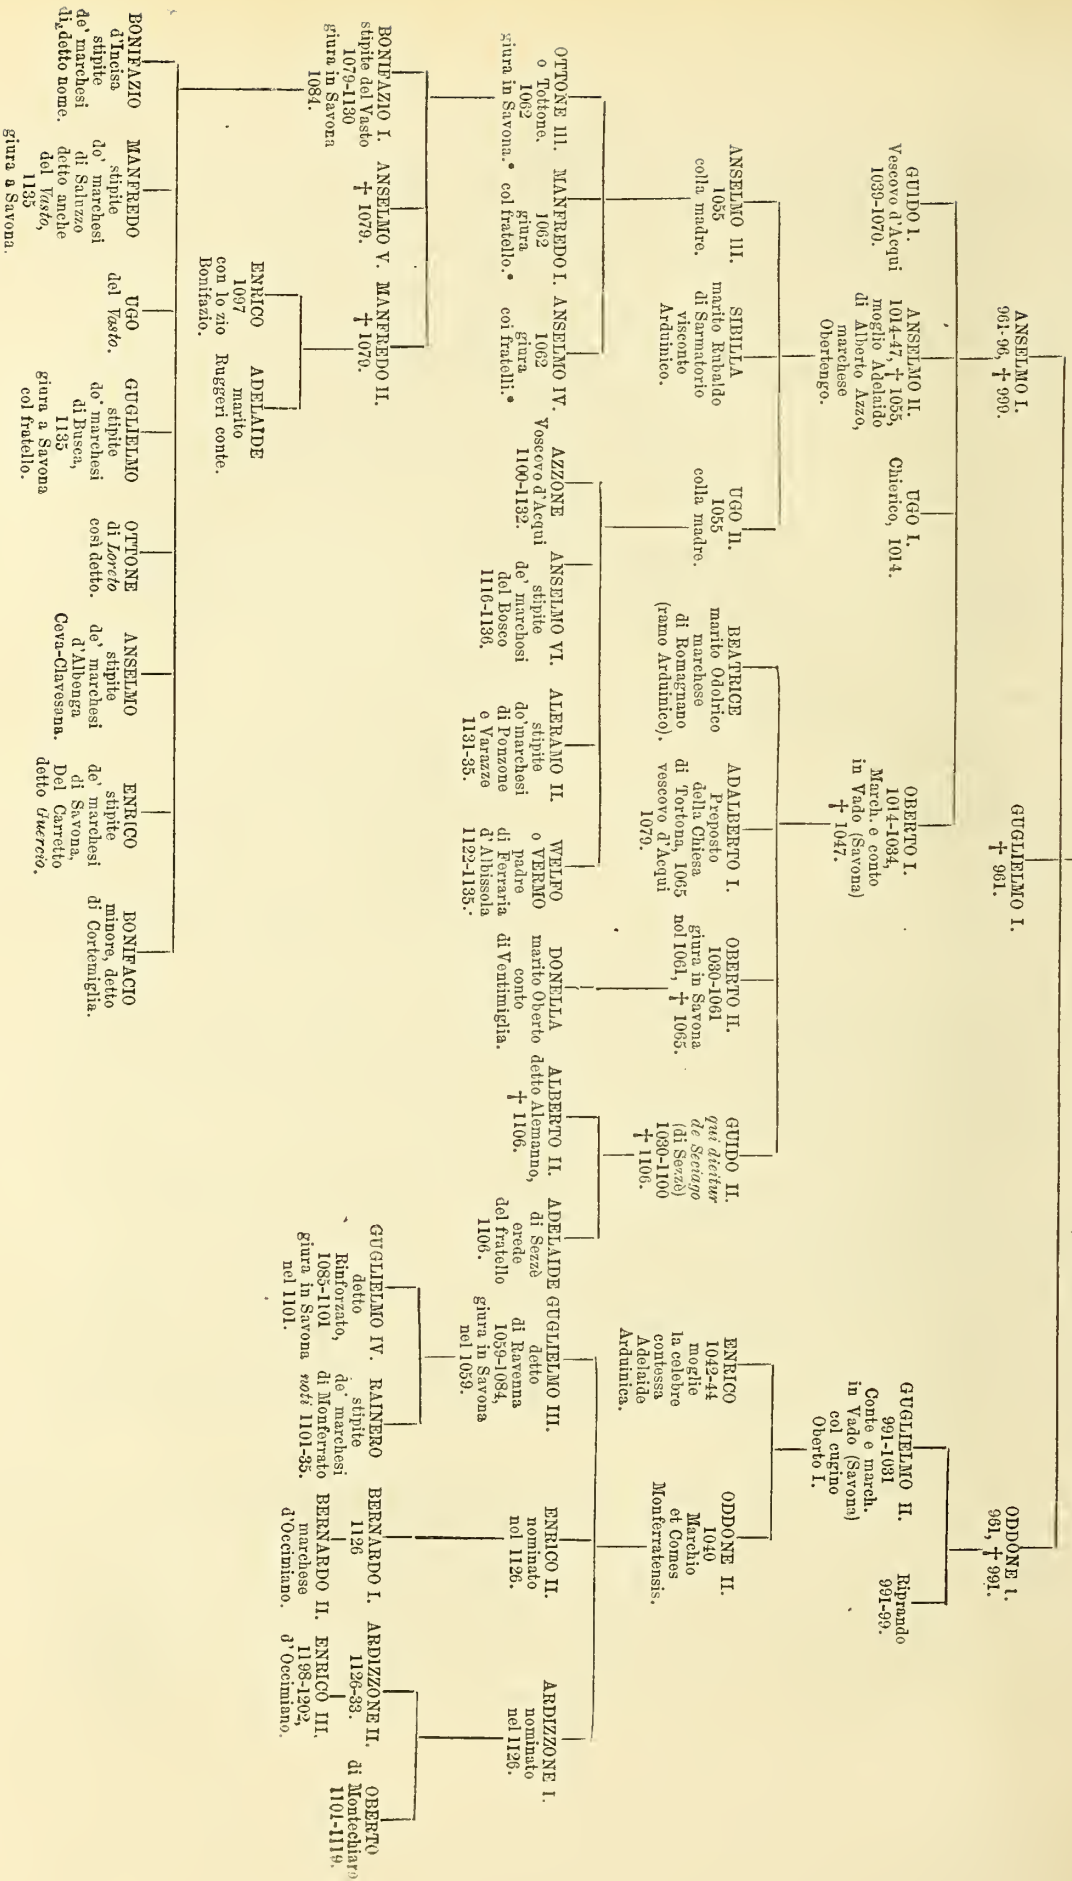 ANSELMO I.
961-96, † 999.
GUGLIELMO I.
† 961.
ODDONE I.
961, † 991.
GUIDO I.
Vescovo d'Acqui
1039-1070.
ANSELMO II.
1014-47, † 1055,
moglie Adelaido
di Alberto Azzo,
marchese
Obertengo.
UGO I.
Chierico, 1014.
OBERTO I.
1014-1034,
March. e conto
in Vado (Savona)
† 1047.
GUGLIELMO II.
991-1031
Conte e march.
in Vado (Savona)
col cugino
Oberto I.
Riprando
991-99.
ANSELMO III.
1055
colla madre.
SIBILLA
marito Rubaldo
di Sarmatorio
visconto
Arduinico.
UGO II.
1055
colla madre.
BEATRICE
marito Odolrico
marchese
di Romagnano
(ramo Arduinico).
ADALBERTO I.
Preposto
della Chiesa
di Tortona, 1065
vescovo d'Acqui
1079.
OBERTO II.
1030-1061
giura in Savona
nel 1061, † 1065.
GUIDO II.
qui dicitur
de Seciago
(di Sezzè)
1030-1100
† 1106.
ENRICO
1042-44
moglie
la celebre
contessa
Adelaide
Arduinica.
ODDONE II.
1040
Marchio
et Comes
Monferratensis.
OTTONE III.
o Tottone.
1062
giura in Savona.*
MANFREDO I.
1062
giura
col fratello.*
ANSELMO IV.
1062
giura
coi fratelli.*
AZZONE
Voscovo d'Acqui
1100-1132.
ANSELMO VI.
stipite
de' marchosi
del Bosco
1116-1136.
ALERAMO II.
stipite
do' marchesi
di Ponzone
e Varazze
1131-35.
WELFO
o VERMO
padre
di Ferraria
d'Albissola
1122-1135.
DONELLA
marito Oberto
conto
di Ventimiglia.
ALBERTO II.
detto Alemanno,
† 1106.
ADELAIDE
di Sezzè
erede
del fratello
1106.
GUGLIELMO III.
detto
di Ravenna
1059-1084,
giura in Savona
nel 1059.
ENRICO II.
nominato
nel 1126.
ARDIZZONE I.
nominato
nel 1126.
BONIFAZIO I.
stipite del Vasto
1079-1130
giura in Savona
1084.
ANSELMO V.
† 1079.
MANFREDO II.
† 1079.
GUGLIELMO IV.
detto
Rinforzato,
1085-1101
giura in Savona
nel 1101.
RAINERO
stipite
de' marchesi
di Monferrato
noti 1101-35.
BERNARDO I.
1126
ARDIZZONE II.
1126-33.
OBERTO
di Montechiaro
1101-1119.
BERNARDO II.
marchese
d'Occimiano.
ENRICO III.
1198-1202,
d'Occimiano.
ENRICO
1097
con lo zio
Bonifazio.
ADELAIDE
marito
Ruggeri conte.
BONIFAZIO
d'Incisa
stipite
de' marchesi
di detto nome.
MANFREDO
stipite
do' marchesi
di Saluzzo
detto anche
del Vasto,
1135
giura a Savona.
UGO
del Vasto.
GUGLIELMO
stipite
do' marchesi
di Busca,
1135
giura a Savona
col fratello.
OTTONE
di Loreto
così detto.
ANSELMO
stipite
de' marchesi
d'Albenga
Ceva-Clavesana.
ENRICO
stipite
de' marchesi
di Savona,
Del Carretto
detto Guercio.
BONIFACIO
minore, detto
di Cortemiglia.